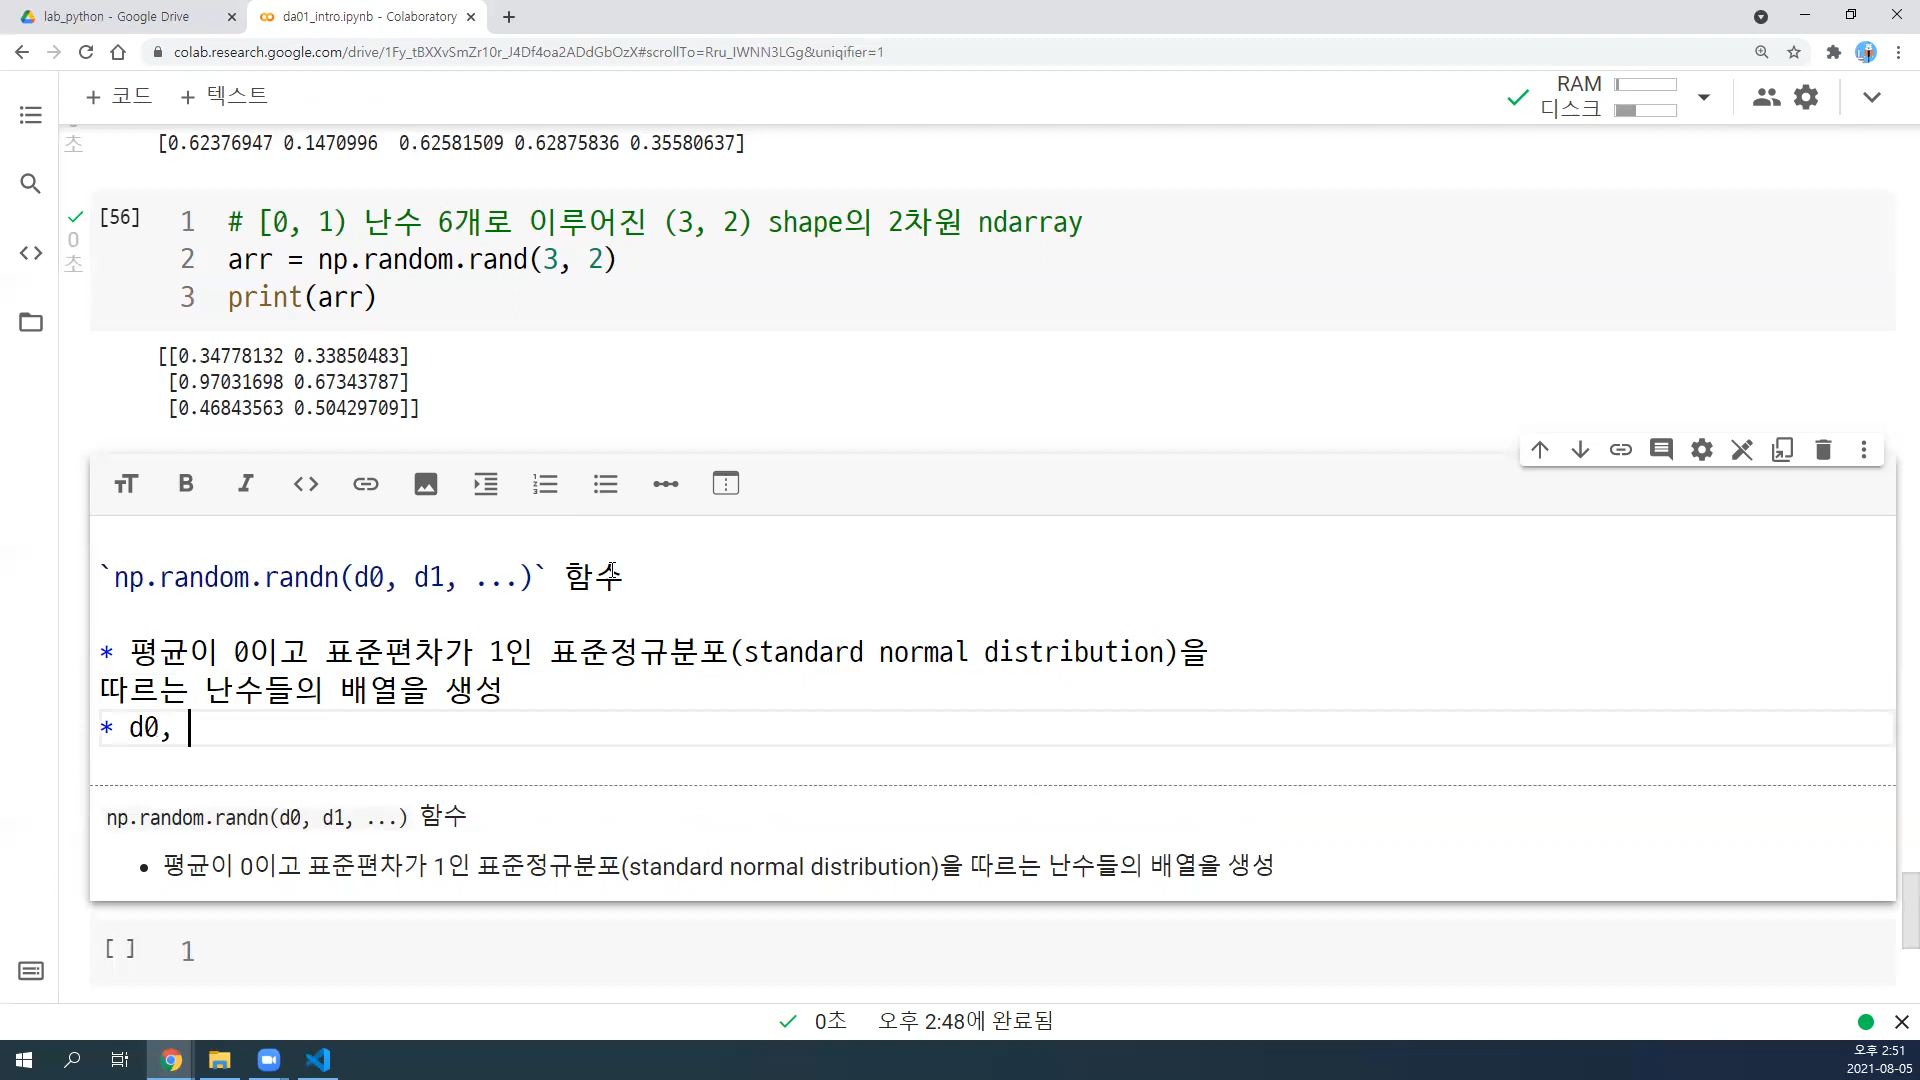 lab_python - Google Drive
da01_intro.ipynb - Colaboratory
colab.research.google.com/drive/1Fy_tBXXvSmZr10r_J4Df4oa2ADdGbOzX#scrollTo=Rru_IWNN3LGg&uniqifier=1
+ 코드 + 텍스트
RAM
디스크
초
[0.62376947 0.1470996  0.62581509 0.62875836 0.35580637]
[56]
0
초
1 # [0, 1) 난수 6개로 이루어진 (3, 2) shape의 2차원 ndarray
2 arr = np.random.rand(3, 2)
3 print(arr)
[[0.34778132 0.33850483]
[0.97031698 0.67343787]
[0.46843563 0.50429709]]
`np.random.randn(d0, d1, ...)` 함수
* 평균이 0이고 표준편차가 1인 표준정규분포(standard normal distribution)을
따르는 난수들의 배열을 생성
* d0,
np.random.randn(d0, d1, ...) 함수
• 평균이 0이고 표준편차가 1인 표준정규분포(standard normal distribution)을 따르는 난수들의 배열을 생성
[ ] 1
0초 오후 2:48에 완료됨
오후 2:51
2021-08-05